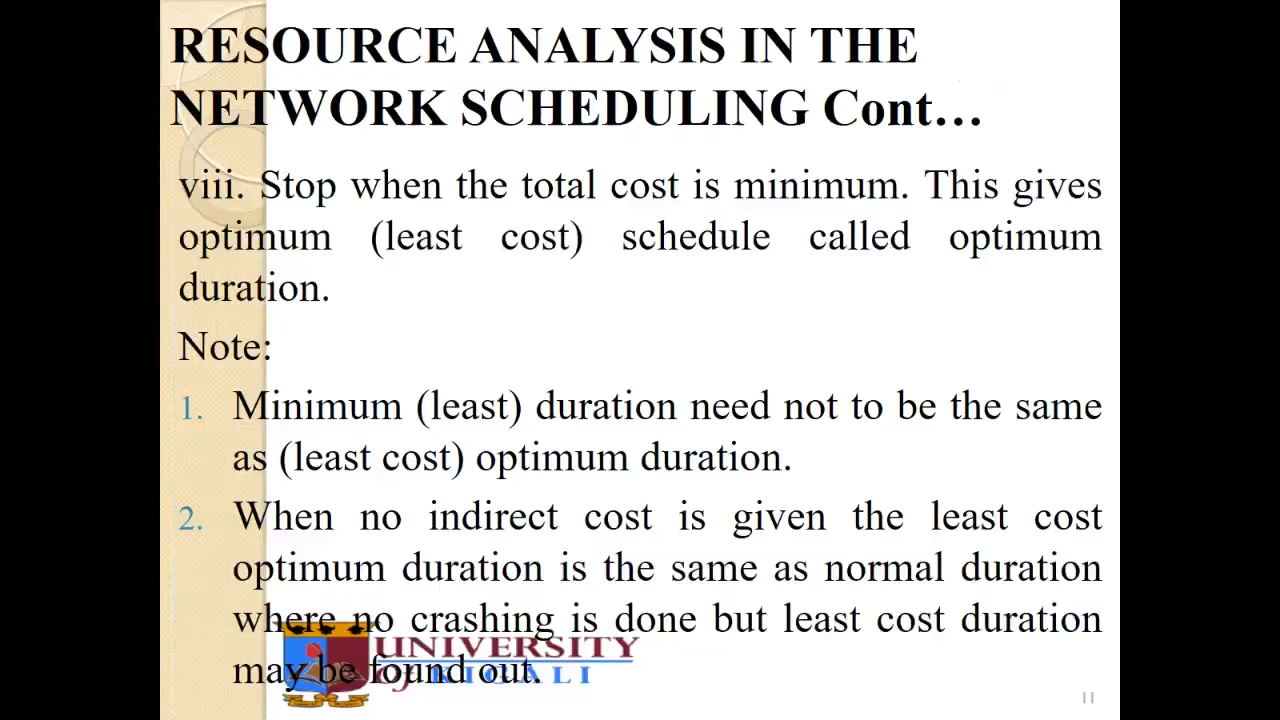 RESOURCE ANALYSIS IN THE
NETWORK SCHEDULING Cont…
viii. Stop when the total cost is minimum. This gives
optimum (least cost) schedule called optimum
duration.
Note:
1. Minimum (least) duration need not to be the same
as (least cost) optimum duration.
2. When no indirect cost is given the least cost
optimum duration is the same as normal duration
where no crashing is done but least cost duration
may be found out.
UNIVERSITY
Of KIGALI
11